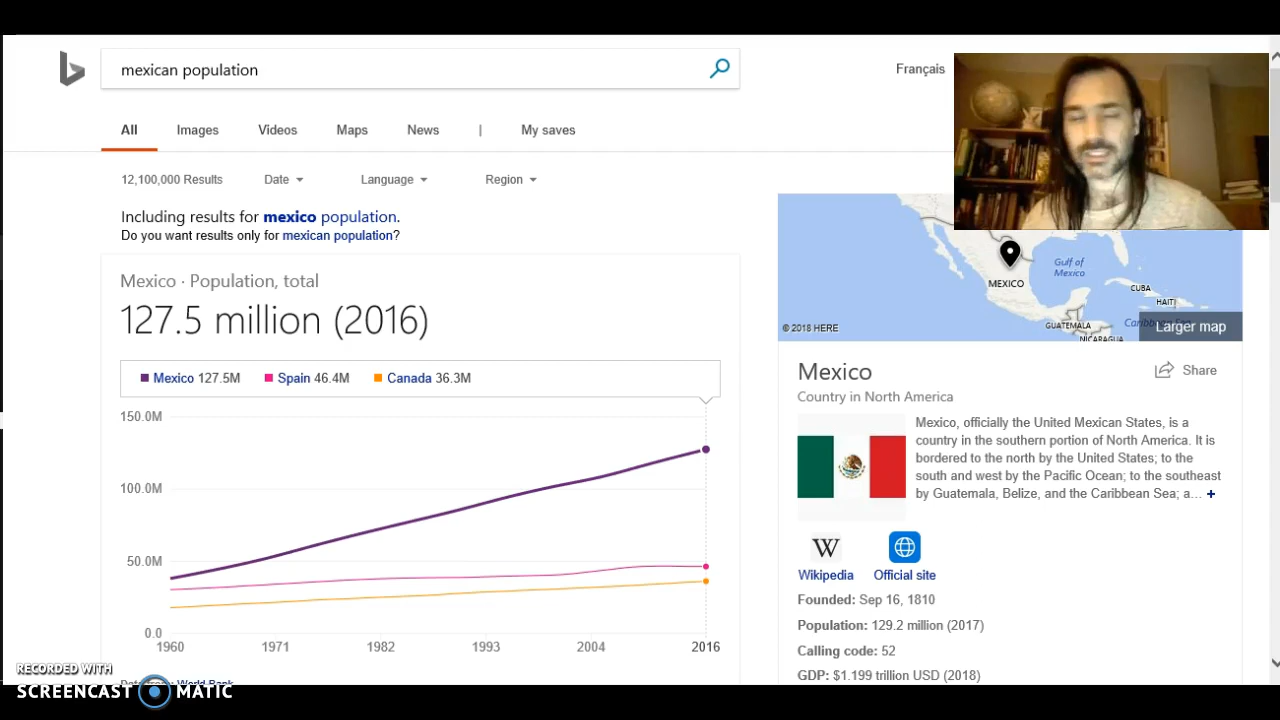 mexican population
Français
All Images Videos Maps News | My saves
12,100,000 Results Date Language Region
Including results for mexico population.
Do you want results only for mexican population?
Mexico · Population, total
127.5 million (2016)
Mexico 127.5M Spain 46.4M Canada 36.3M
150.0M
100.0M
50.0M
0.0
1960 1971 1982 1993 2004 2016
Data from: World Bank
Gulf of
Mexico
MEXICO
CUBA
HAITI
GUATEMALA
Caribbean Sea
NICARAGUA
© 2018 HERE
Larger map
Mexico
Share
Country in North America
Mexico, officially the United Mexican States, is a
country in the southern portion of North America. It is
bordered to the north by the United States; to the
south and west by the Pacific Ocean; to the southeast
by Guatemala, Belize, and the Caribbean Sea; a... +
W
Wikipedia Official site
Founded: Sep 16, 1810
Population: 129.2 million (2017)
Calling code: 52
GDP: $1.199 trillion USD (2018)
RECORDED WITH
SCREENCAST MATIC